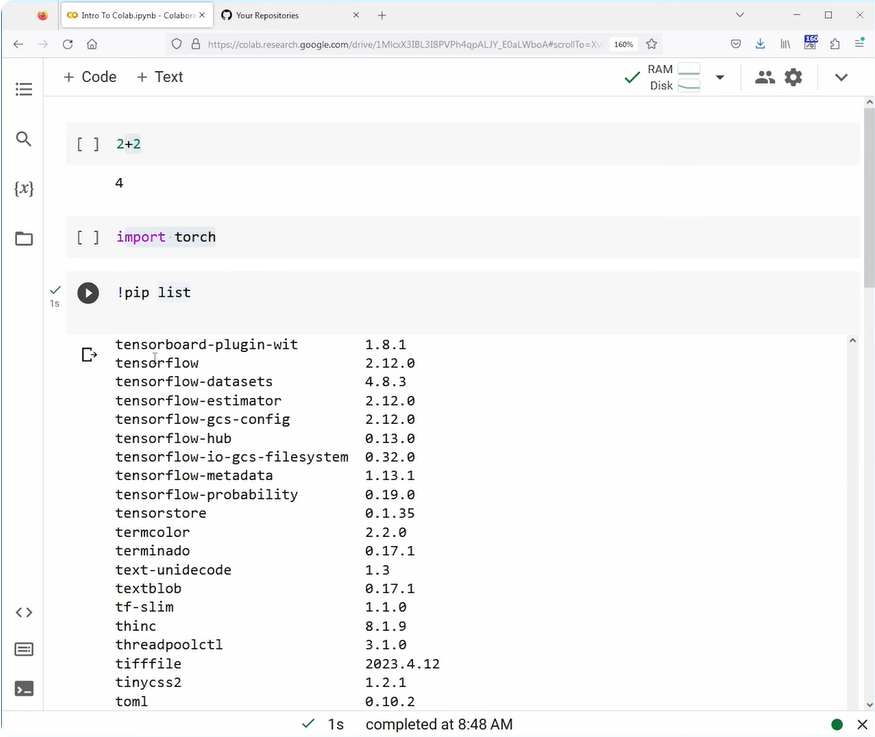 Intro To Colab.ipynb - Colabora
Your Repositories
https://colab.research.google.com/drive/1MlcxX3IBL3I8PVPh4qpALJY_E0aLWboA#scrollTo=Xv
160%
160
+ Code + Text
RAM
Disk
[ ] 2+2
4
{x}
[ ] import torch
!pip list
1s
tensorboard-plugin-wit 1.8.1
tensorflow 2.12.0
tensorflow-datasets 4.8.3
tensorflow-estimator 2.12.0
tensorflow-gcs-config 2.12.0
tensorflow-hub 0.13.0
tensorflow-io-gcs-filesystem 0.32.0
tensorflow-metadata 1.13.1
tensorflow-probability 0.19.0
tensorstore 0.1.35
termcolor 2.2.0
terminado 0.17.1
text-unidecode 1.3
textblob 0.17.1
tf-slim 1.1.0
thinc 8.1.9
threadpoolctl 3.1.0
tifffile 2023.4.12
tinycss2 1.2.1
toml 0.10.2
1s completed at 8:48 AM